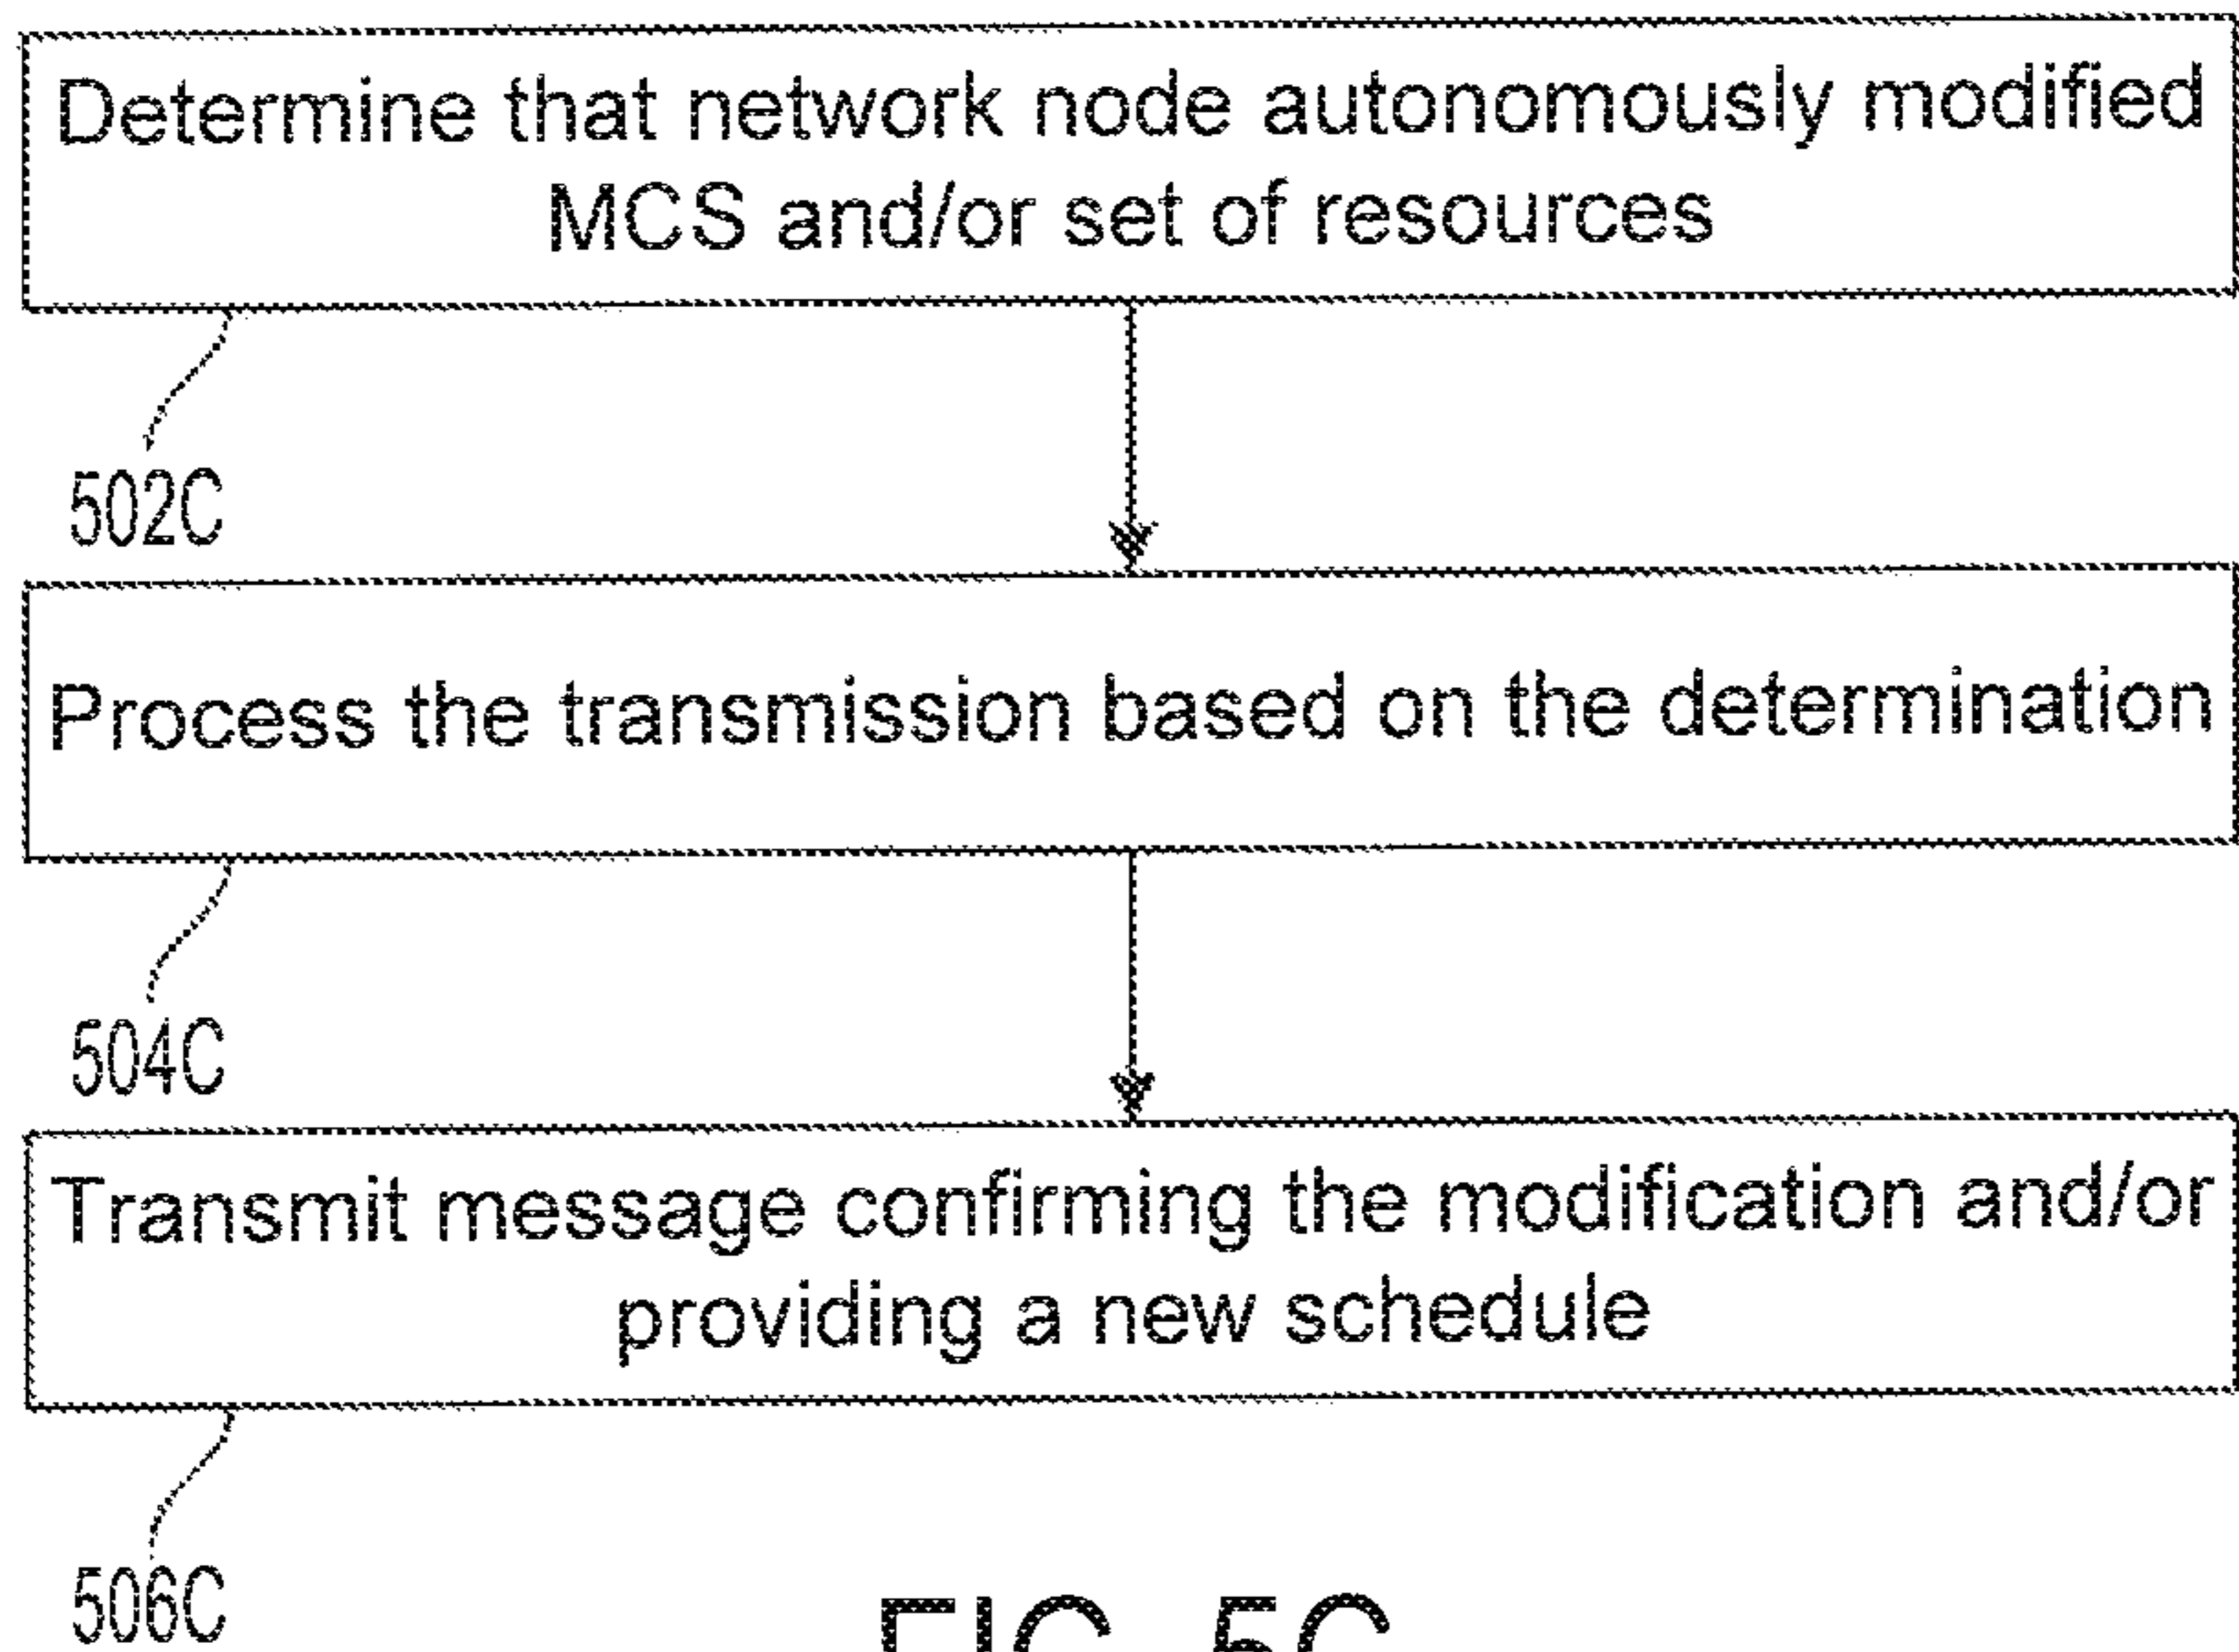 Determine that network node autonomously modified
MCS and/or set of resources
502C
Process the transmission based on the determination
504C
Transmit message confirming the modification and/or
providing a new schedule
506C
FIG. 5C